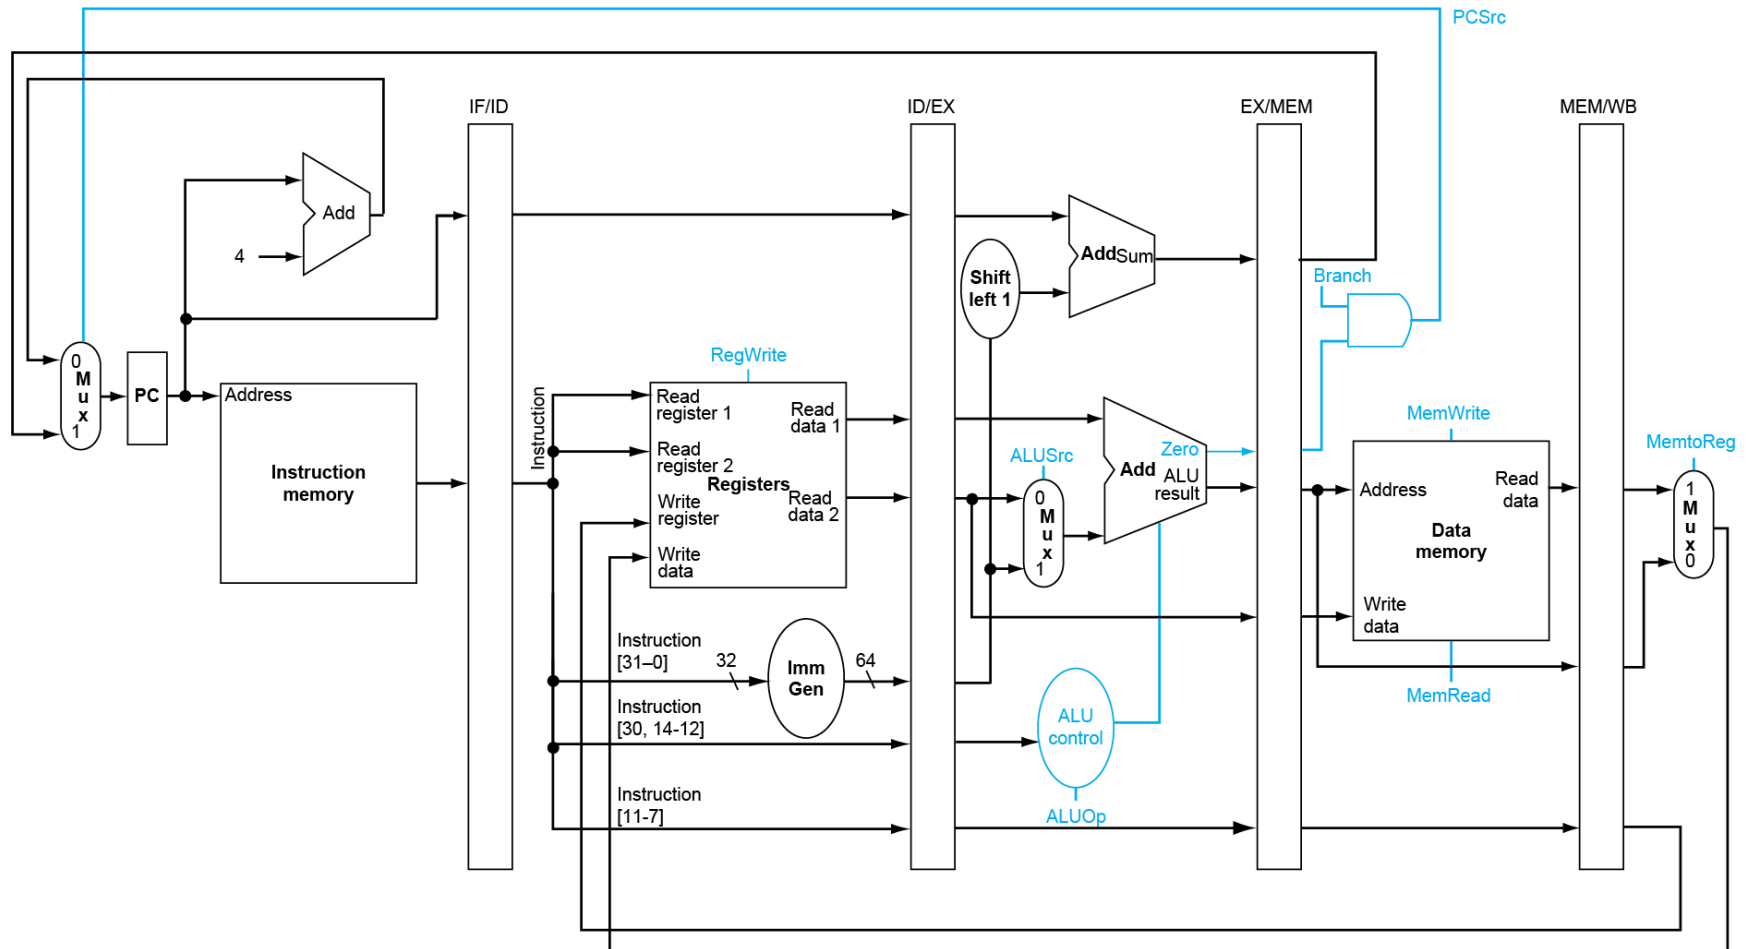 PCSrc
IF/ID
ID/EX
EX/MEM
MEM/WB
Add
4
Add Sum
Shift
left 1
Branch
0
M
u
x
1
PC
Address
Instruction
memory
Instruction
RegWrite
Read
register 1
Read
data 1
Read
register 2
Registers
Write
register
Read
data 2
Write
data
ALUSrc
0
M
u
x
1
Zero
Add
ALU
result
MemWrite
Address
Read
data
Data
memory
Write
data
MemRead
MemtoReg
1
M
u
x
0
Instruction
[31–0]
32
Imm
Gen
64
Instruction
[30, 14-12]
ALU
control
ALUOp
Instruction
[11-7]